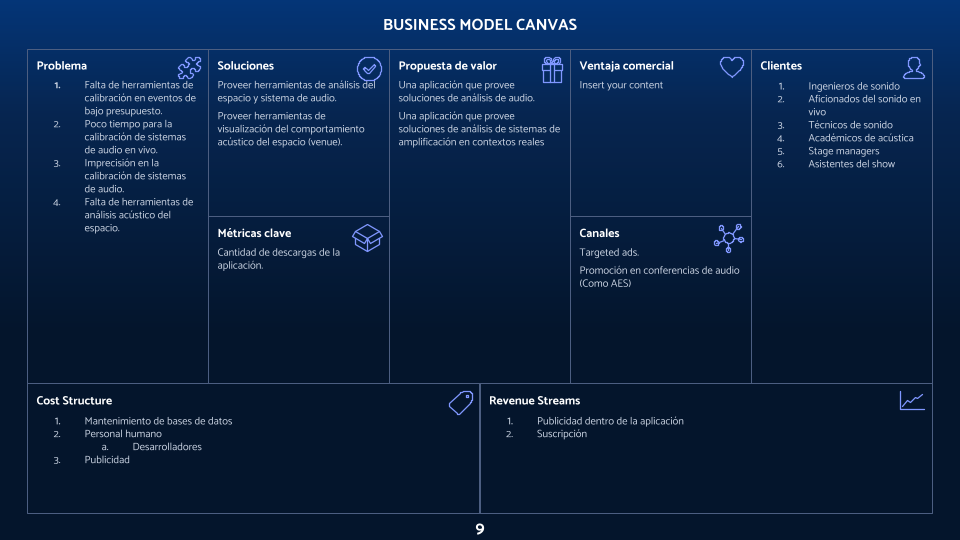 BUSINESS MODEL CANVAS
Problema
1. Falta de herramientas de
calibración en eventos de
bajo presupuesto.
2. Poco tiempo para la
calibración de sistemas
de audio en vivo.
3. Imprecisión en la
calibración de sistemas
de audio.
4. Falta de herramientas de
análisis acústico del
espacio.
Soluciones
Proveer herramientas de análisis del
espacio y sistema de audio.
Proveer herramientas de
visualización del comportamiento
acústico del espacio (venue).
Métricas clave
Cantidad de descargas de la
aplicación.
Propuesta de valor
Una aplicación que provee
soluciones de análisis de audio.
Una aplicación que provee
soluciones de análisis de sistemas de
amplificación en contextos reales
Ventaja comercial
Insert your content
Canales
Targeted ads.
Promoción en conferencias de audio
(Como AES)
Clientes
1. Ingenieros de sonido
2. Aficionados del sonido en
vivo
3. Técnicos de sonido
4. Académicos de acústica
5. Stage managers
6. Asistentes del show
Cost Structure
1. Mantenimiento de bases de datos
2. Personal humano
a. Desarrolladores
3. Publicidad
Revenue Streams
1. Publicidad dentro de la aplicación
2. Suscripción
9